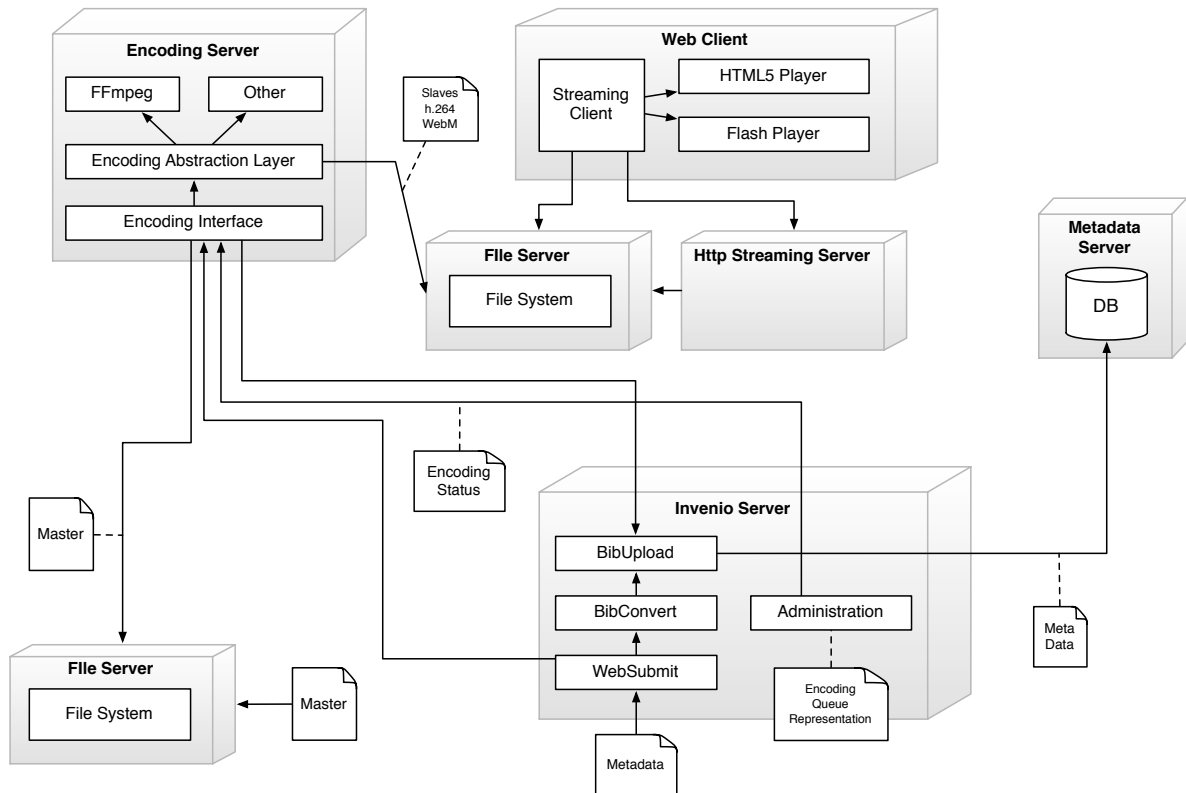 Encoding Server
FFmpeg
Other
Encoding Abstraction Layer
Encoding Interface
Slaves
h.264
WebM
Web Client
Streaming
Client
HTML5 Player
Flash Player
FIle Server
File System
Http Streaming Server
Metadata
Server
DB
Encoding
Status
Master
FIle Server
File System
Master
Invenio Server
BibUpload
BibConvert
WebSubmit
Administration
Encoding
Queue
Representation
Metadata
Meta
Data